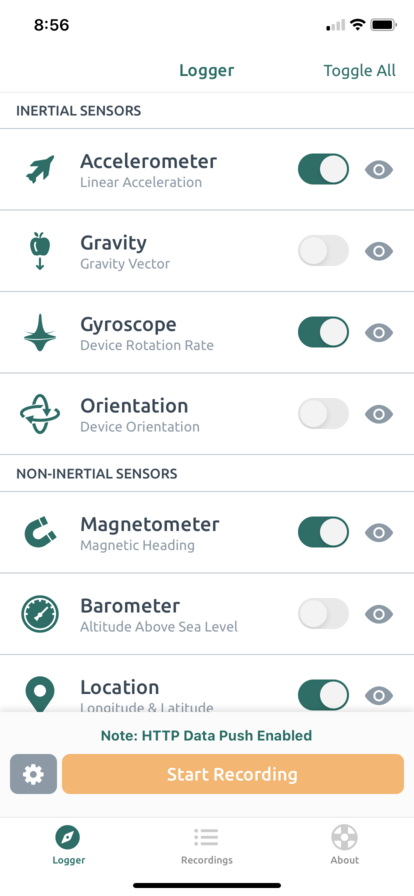 8:56
Logger
Toggle All
INERTIAL SENSORS
Accelerometer
Linear Acceleration
Gravity
Gravity Vector
Gyroscope
Device Rotation Rate
Orientation
Device Orientation
NON-INERTIAL SENSORS
Magnetometer
Magnetic Heading
Barometer
Altitude Above Sea Level
Location
Longitude & Latitude
Note: HTTP Data Push Enabled
Start Recording
Logger
Recordings
About